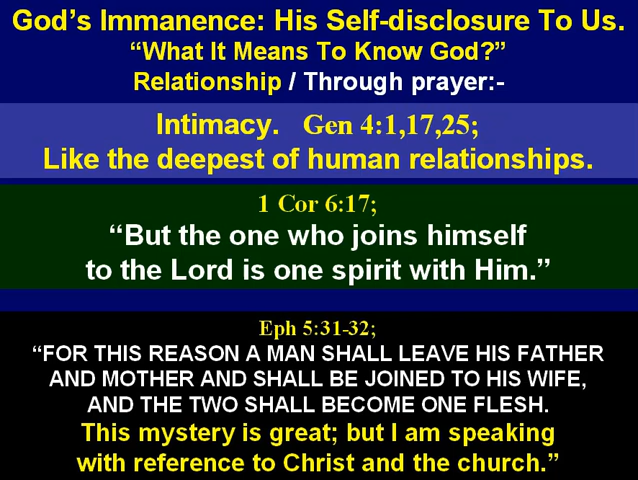 God's Immanence: His Self-disclosure To Us.
“What It Means To Know God?”
Relationship / Through prayer:-
Intimacy. Gen 4:1,17,25;
Like the deepest of human relationships.
1 Cor 6:17;
“But the one who joins himself
to the Lord is one spirit with Him.”
Eph 5:31-32;
“FOR THIS REASON A MAN SHALL LEAVE HIS FATHER
AND MOTHER AND SHALL BE JOINED TO HIS WIFE,
AND THE TWO SHALL BECOME ONE FLESH.
This mystery is great; but I am speaking
with reference to Christ and the church.”